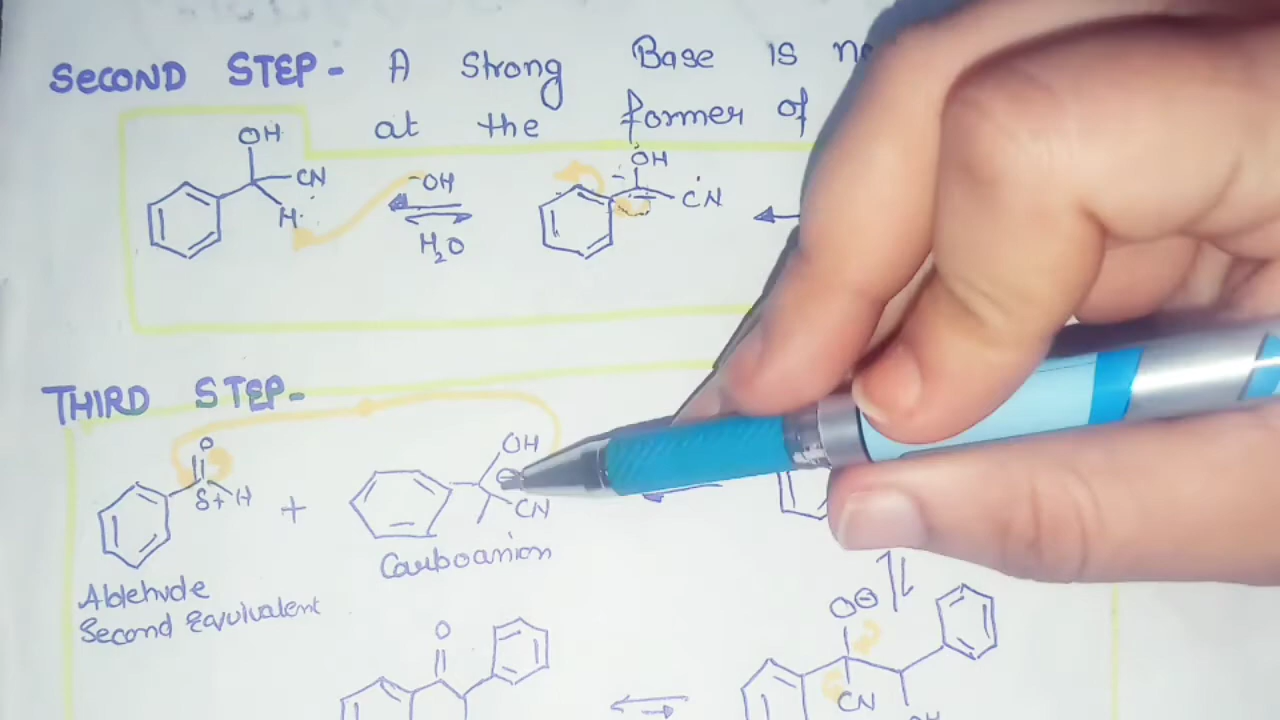 SECOND STEP- A Strong Base is
at the former of
OH
CN
H
-OH
H2O
OH
CN
THIRD STEP-
O
δ+ H
+
OH
⊖
CN
Carboanion
Aldehyde
Second Equivalent
O
O⊖
CN